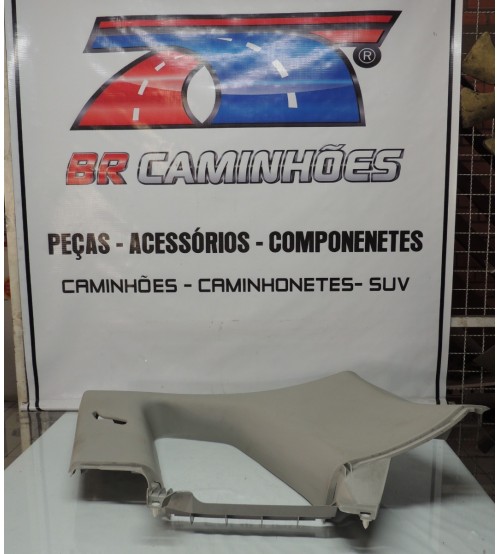 ®
BR CAMINHÕES
PEÇAS - ACESSÓRIOS - COMPONENETES
CAMINHÕES - CAMINHONETES- SUV